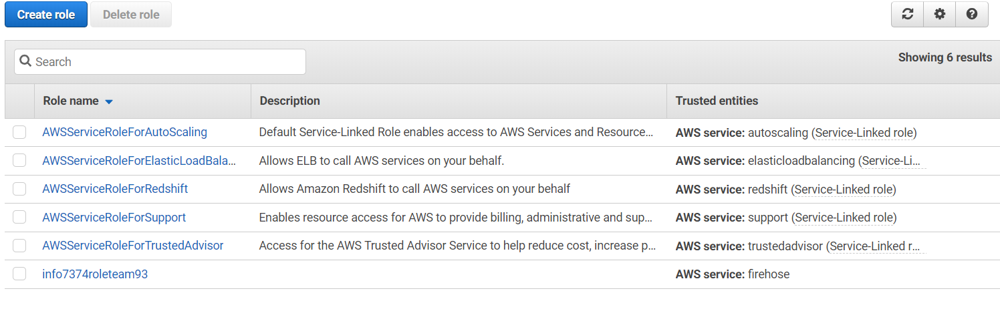 Create role Delete role
Search
Showing 6 results
Role name Description Trusted entities
AWSServiceRoleForAutoScaling Default Service-Linked Role enables access to AWS Services and Resource… AWS service: autoscaling (Service-Linked role)
AWSServiceRoleForElasticLoadBala… Allows ELB to call AWS services on your behalf. AWS service: elasticloadbalancing (Service-Li…
AWSServiceRoleForRedshift Allows Amazon Redshift to call AWS services on your behalf AWS service: redshift (Service-Linked role)
AWSServiceRoleForSupport Enables resource access for AWS to provide billing, administrative and sup… AWS service: support (Service-Linked role)
AWSServiceRoleForTrustedAdvisor Access for the AWS Trusted Advisor Service to help reduce cost, increase p… AWS service: trustedadvisor (Service-Linked r…
info7374roleteam93 AWS service: firehose